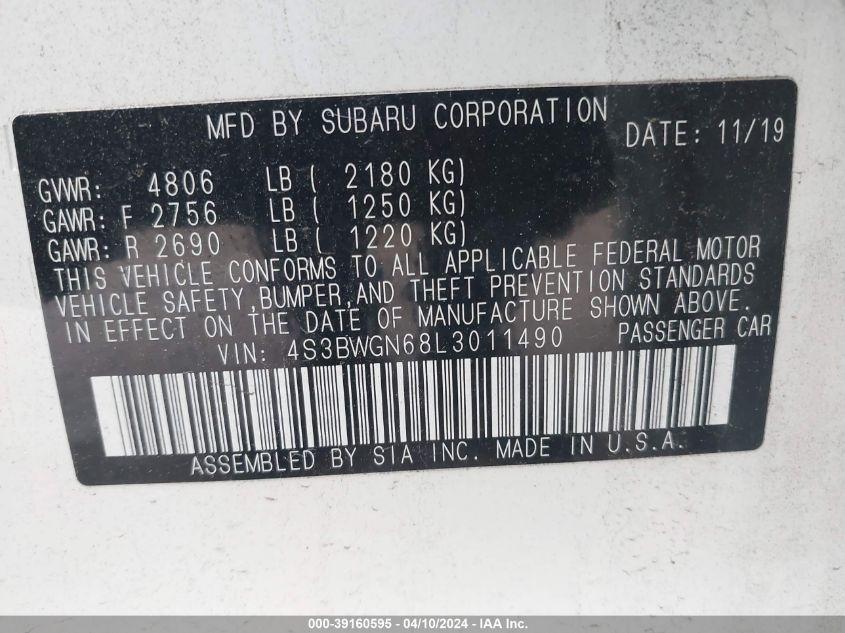 MFD BY SUBARU CORPORATION DATE: 11/19
GVWR: 4806 LB ( 2180 KG)
GAWR: F 2756 LB ( 1250 KG)
GAWR: R 2690 LB ( 1220 KG)
THIS VEHICLE CONFORMS TO ALL APPLICABLE FEDERAL MOTOR
VEHICLE SAFETY,BUMPER,AND THEFT PREVENTION STANDARDS
IN EFFECT ON THE DATE OF MANUFACTURE SHOWN ABOVE.
VIN: 4S3BWGN68L3011490 PASSENGER CAR
ASSEMBLED BY SIA INC. MADE IN U.S.A.
000-39160595 - 04/10/2024 - IAA Inc.